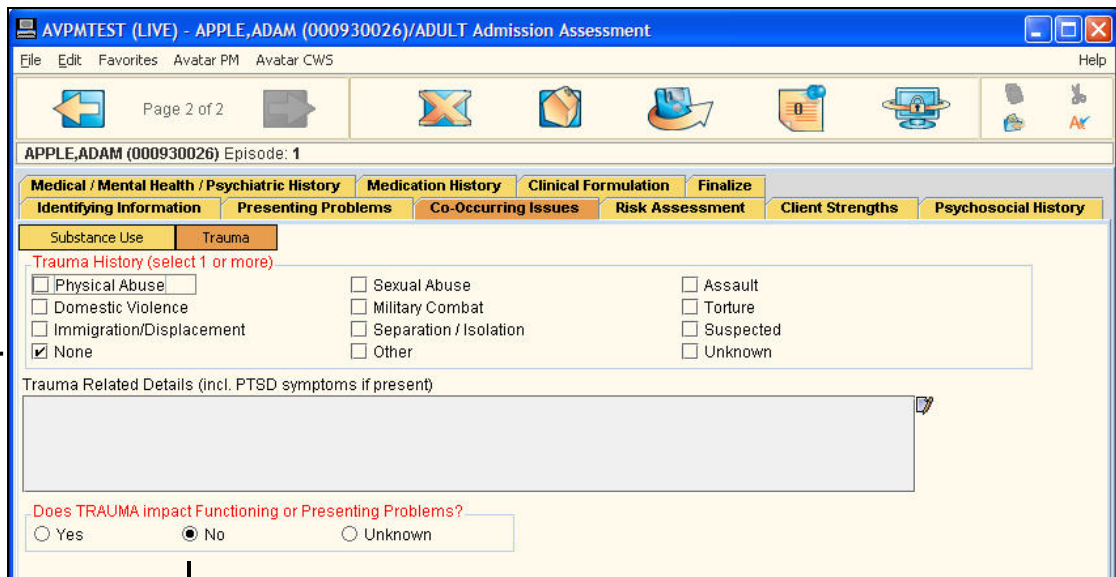 AVPMTEST (LIVE) - APPLE,ADAM (000930026)/ADULT Admission Assessment
File Edit Favorites Avatar PM Avatar CWS Help
Page 2 of 2
APPLE,ADAM (000930026) Episode: 1
Medical / Mental Health / Psychiatric History Medication History Clinical Formulation Finalize
Identifying Information Presenting Problems Co-Occurring Issues Risk Assessment Client Strengths Psychosocial History
Substance Use Trauma
Trauma History (select 1 or more)
Physical Abuse Sexual Abuse Assault
Domestic Violence Military Combat Torture
Immigration/Displacement Separation / Isolation Suspected
None Other Unknown
Trauma Related Details (incl. PTSD symptoms if present)
Does TRAUMA impact Functioning or Presenting Problems?
Yes No Unknown